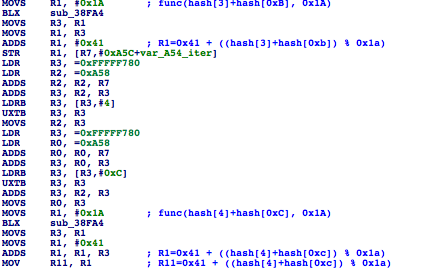 MOVS R1, #0x1A ; func(hash[3]+hash[0xB], 0x1A)
BLX sub_38FA4
MOVS R3, R1
MOVS R1, R3
ADDS R1, #0x41 ; R1=0x41 + ((hash[3]+hash[0xb]) % 0x1a)
STR R1, [R7,#0xA5C+var_A54_iter]
LDR R3, =0xFFFFF780
LDR R2, =0xA58
ADDS R2, R2, R7
ADDS R3, R2, R3
LDRB R3, [R3,#4]
UXTB R3, R3
MOVS R2, R3
LDR R3, =0xFFFFF780
LDR R0, =0xA58
ADDS R0, R0, R7
ADDS R3, R0, R3
LDRB R3, [R3,#0xC]
UXTB R3, R3
ADDS R3, R2, R3
MOVS R0, R3
MOVS R1, #0x1A ; func(hash[4]+hash[0xC], 0x1A)
BLX sub_38FA4
MOVS R3, R1
MOVS R1, #0x41
ADDS R1, R1, R3 ; R1=0x41 + ((hash[4]+hash[0xc]) % 0x1a)
MOV R11, R1 ; R11=0x41 + ((hash[4]+hash[0xc]) % 0x1a)